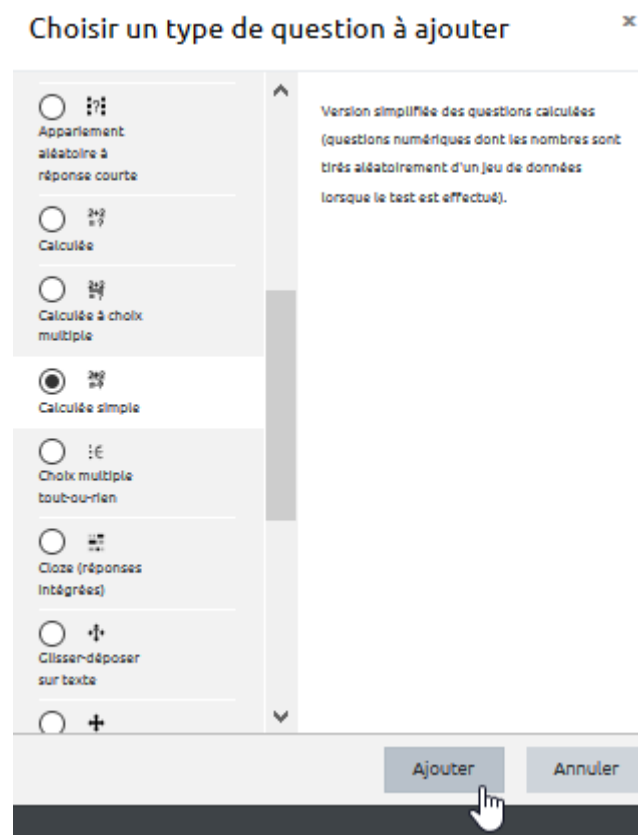 Choisir un type de question à ajouter
Appariement
aléatoire à
réponse courte
Calculée
Calculée à choix
multiple
Calculée simple
Choix multiple
tout-ou-rien
Cloze (réponses
intégrées)
Glisser-déposer
sur texte
Version simplifiée des questions calculées
(questions numériques dont les nombres sont
tirés aléatoirement d'un jeu de données
lorsque le test est effectué).
Ajouter
Annuler